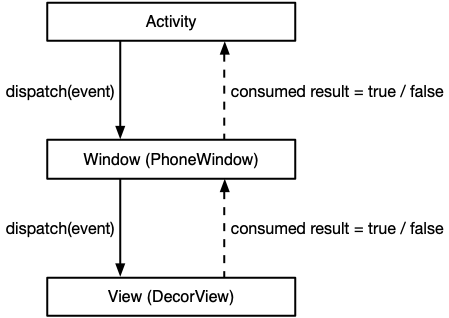 Activity
dispatch(event)
consumed result = true / false
Window (PhoneWindow)
dispatch(event)
consumed result = true / false
View (DecorView)